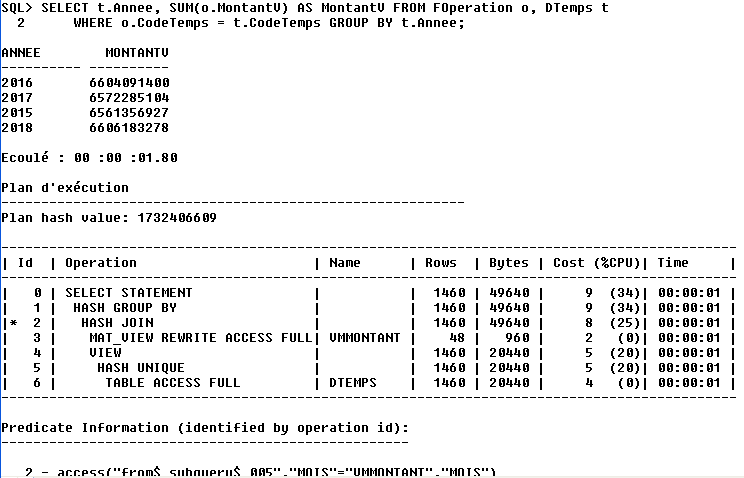 SQL> SELECT t.Annee, SUM(o.MontantV) AS MontantV FROM FOperation o, DTemps t
  2      WHERE o.CodeTemps = t.CodeTemps GROUP BY t.Annee;
ANNEE        MONTANTV
---------- ----------
2016       6604091400
2017       6572285104
2015       6561356927
2018       6606183278
Ecoulé : 00 :00 :01.80
Plan d'exécution
----------------------------------------------------------
Plan hash value: 1732406609
--------------------------------------------------------------------------------------------
| Id  | Operation                      | Name      | Rows  | Bytes | Cost (%CPU)| Time     |
--------------------------------------------------------------------------------------------
|   0 | SELECT STATEMENT               |           |  1460 | 49640 |     9  (34)| 00:00:01 |
|   1 |  HASH GROUP BY                 |           |  1460 | 49640 |     9  (34)| 00:00:01 |
|*  2 |   HASH JOIN                    |           |  1460 | 49640 |     8  (25)| 00:00:01 |
|   3 |    MAT_VIEW REWRITE ACCESS FULL| VMMONTANT |    48 |   960 |     2   (0)| 00:00:01 |
|   4 |    VIEW                        |           |  1460 | 20440 |     5  (20)| 00:00:01 |
|   5 |     HASH UNIQUE                |           |  1460 | 20440 |     5  (20)| 00:00:01 |
|   6 |      TABLE ACCESS FULL         | DTEMPS    |  1460 | 20440 |     4   (0)| 00:00:01 |
--------------------------------------------------------------------------------------------
Predicate Information (identified by operation id):
---------------------------------------------------
   2 - access("from$_subquery$_005"."MOIS"="VMMONTANT"."MOIS")